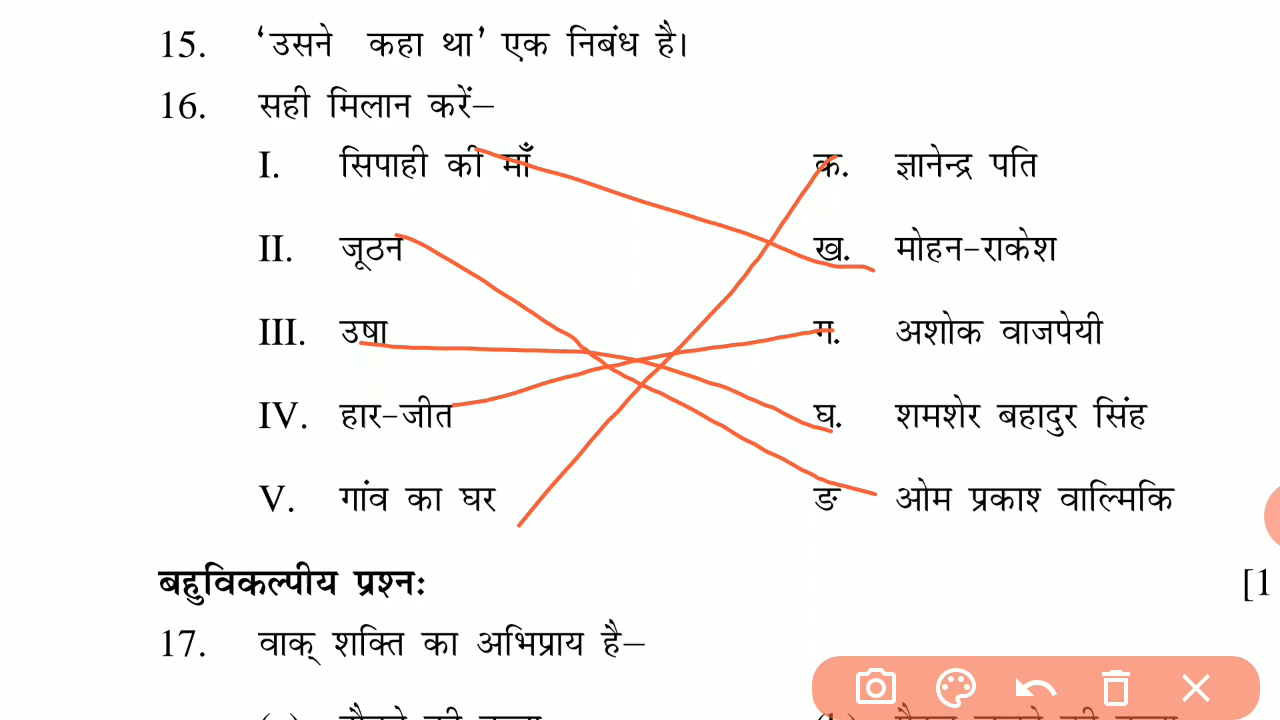 15. ‘उसने कहा था’ एक निबंध है।
16. सही मिलान करें–
I. सिपाही की माँ क. ज्ञानेन्द्र पति
II. जूठन ख. मोहन-राकेश
III. उषा ग. अशोक वाजपेयी
IV. हार-जीत घ. शमशेर बहादुर सिंह
V. गांव का घर ङ ओम प्रकाश वाल्मिकि
बहुविकल्पीय प्रश्नः [1
17. वाक् शक्ति का अभिप्राय है–